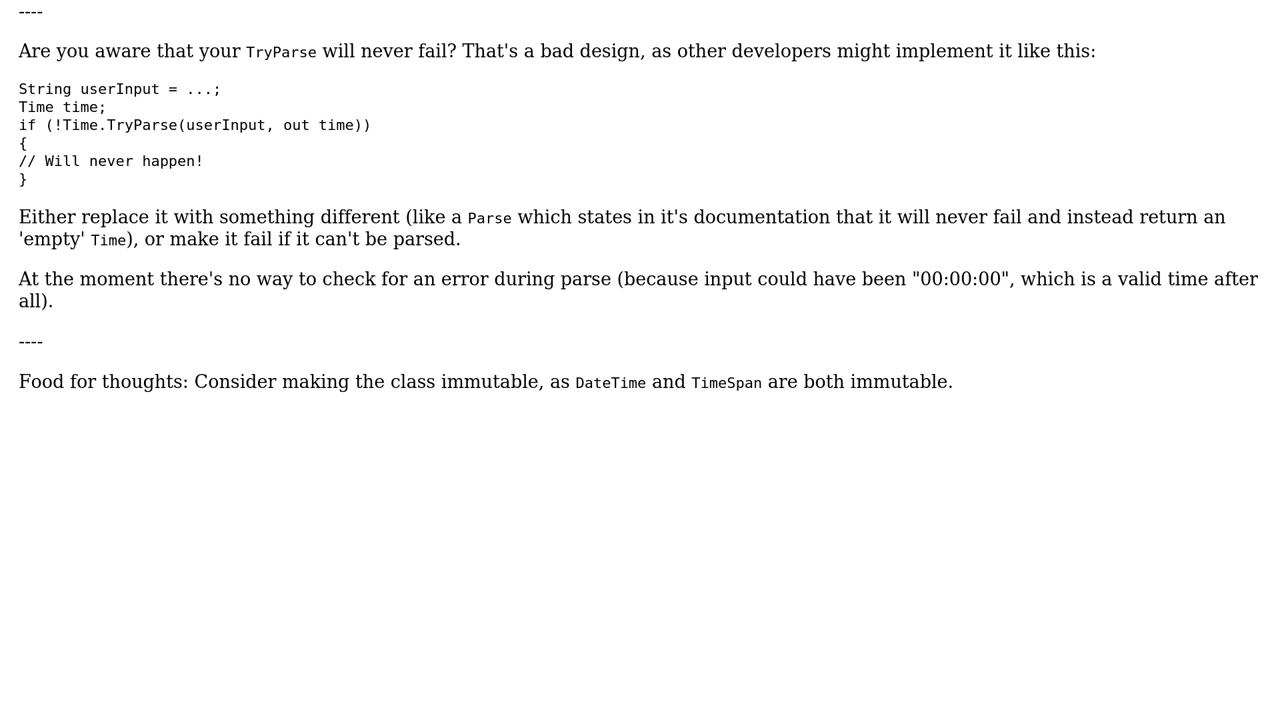 ----
Are you aware that your TryParse will never fail? That's a bad design, as other developers might implement it like this:
String userInput = ...;
Time time;
if (!Time.TryParse(userInput, out time))
{
// Will never happen!
}
Either replace it with something different (like a Parse which states in it's documentation that it will never fail and instead return an
'empty' Time), or make it fail if it can't be parsed.
At the moment there's no way to check for an error during parse (because input could have been "00:00:00", which is a valid time after
all).
----
Food for thoughts: Consider making the class immutable, as DateTime and TimeSpan are both immutable.